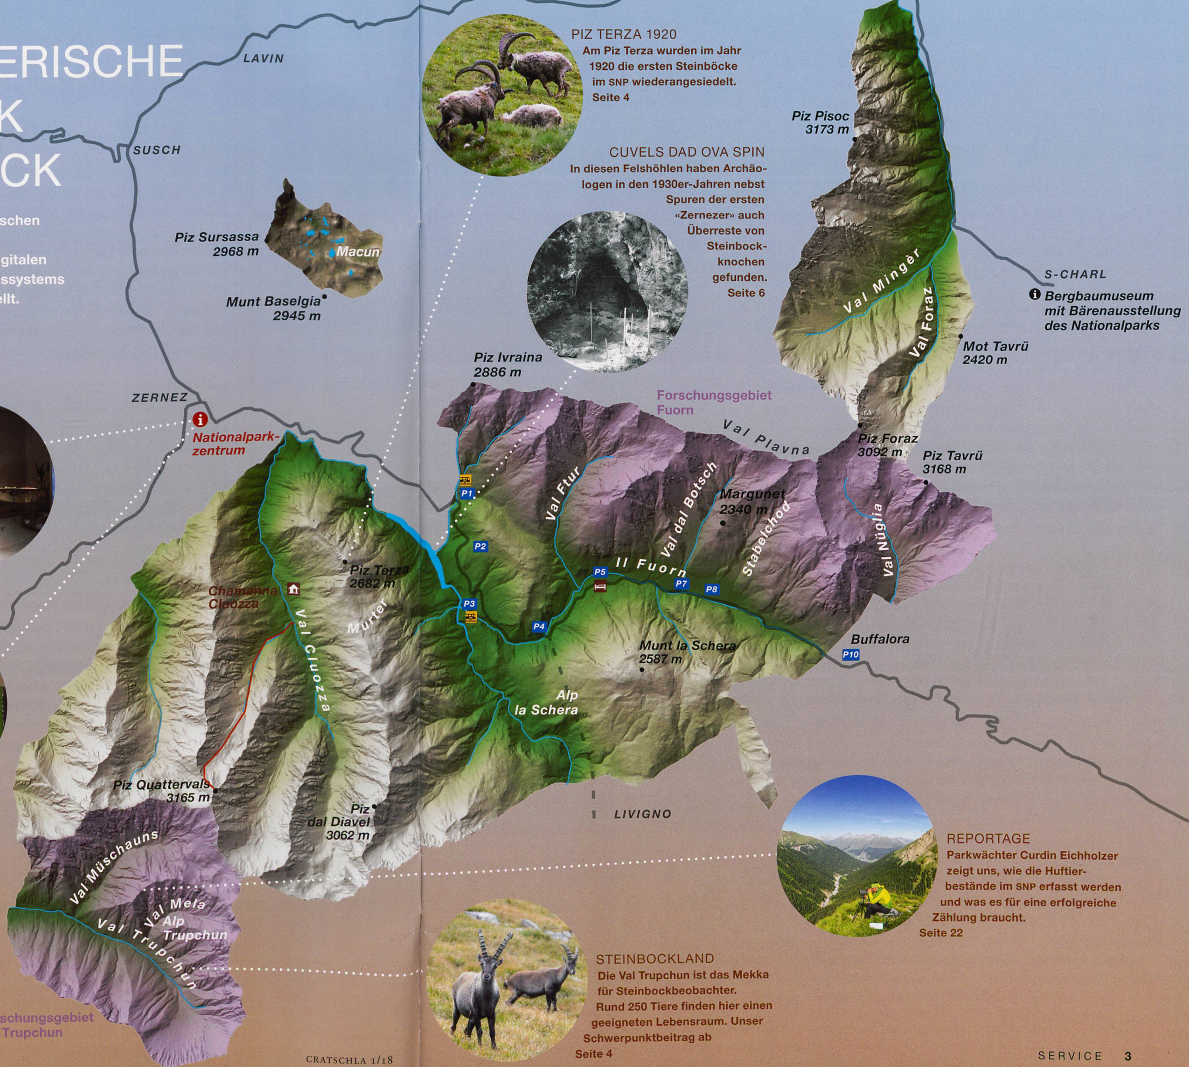 ERISCHE
K
CK
schen
gitalen
ssystems
ellt.
LAVIN
SUSCH
PIZ TERZA 1920
Am Piz Terza wurden im Jahr
1920 die ersten Steinböcke
im SNP wiederangesiedelt.
Seite 4
CUVELS DAD OVA SPIN
In diesen Felshöhlen haben Archäo-
logen in den 1930er-Jahren nebst
Spuren der ersten
«Zernezer» auch
Überreste von
Steinbock-
knochen
gefunden.
Seite 6
Piz Pisoc
3173 m
Piz Sursassa
2968 m
Macun
Munt Baselgia
2945 m
Val Mingèr
Val Foraz
S-CHARL
i Bergbaumuseum
mit Bärenausstellung
des Nationalparks
Mot Tavrü
2420 m
Piz Ivraina
2886 m
ZERNEZ
i
Nationalpark-
zentrum
Forschungsgebiet
Fuorn
Val Plavna
Piz Foraz
3092 m
Piz Tavrü
3168 m
P1
Val Ftur
Val dal Botsch
Margunet
2340 m
Stabelchod
Val Nüglia
P2
Piz Terza
2682 m
Chamanna
Cluozza
Murter
Val Cluozza
P3
P4
P5
Il Fuorn
P7
P8
Buffalora
P10
Munt la Schera
2587 m
Alp
la Schera
Piz Quattervals
3165 m
Piz
dal Diavel
3062 m
LIVIGNO
Val Müschauns
Val Mela
Alp
Trupchun
Val Trupchun
REPORTAGE
Parkwächter Curdin Eichholzer
zeigt uns, wie die Huftier-
bestände im SNP erfasst werden
und was es für eine erfolgreiche
Zählung braucht.
Seite 22
STEINBOCKLAND
Die Val Trupchun ist das Mekka
für Steinbockbeobachter.
Rund 250 Tiere finden hier einen
geeigneten Lebensraum. Unser
Schwerpunktbeitrag ab
Seite 4
schungsgebiet
Trupchun
CRATSCHLA 1/18
SERVICE 3